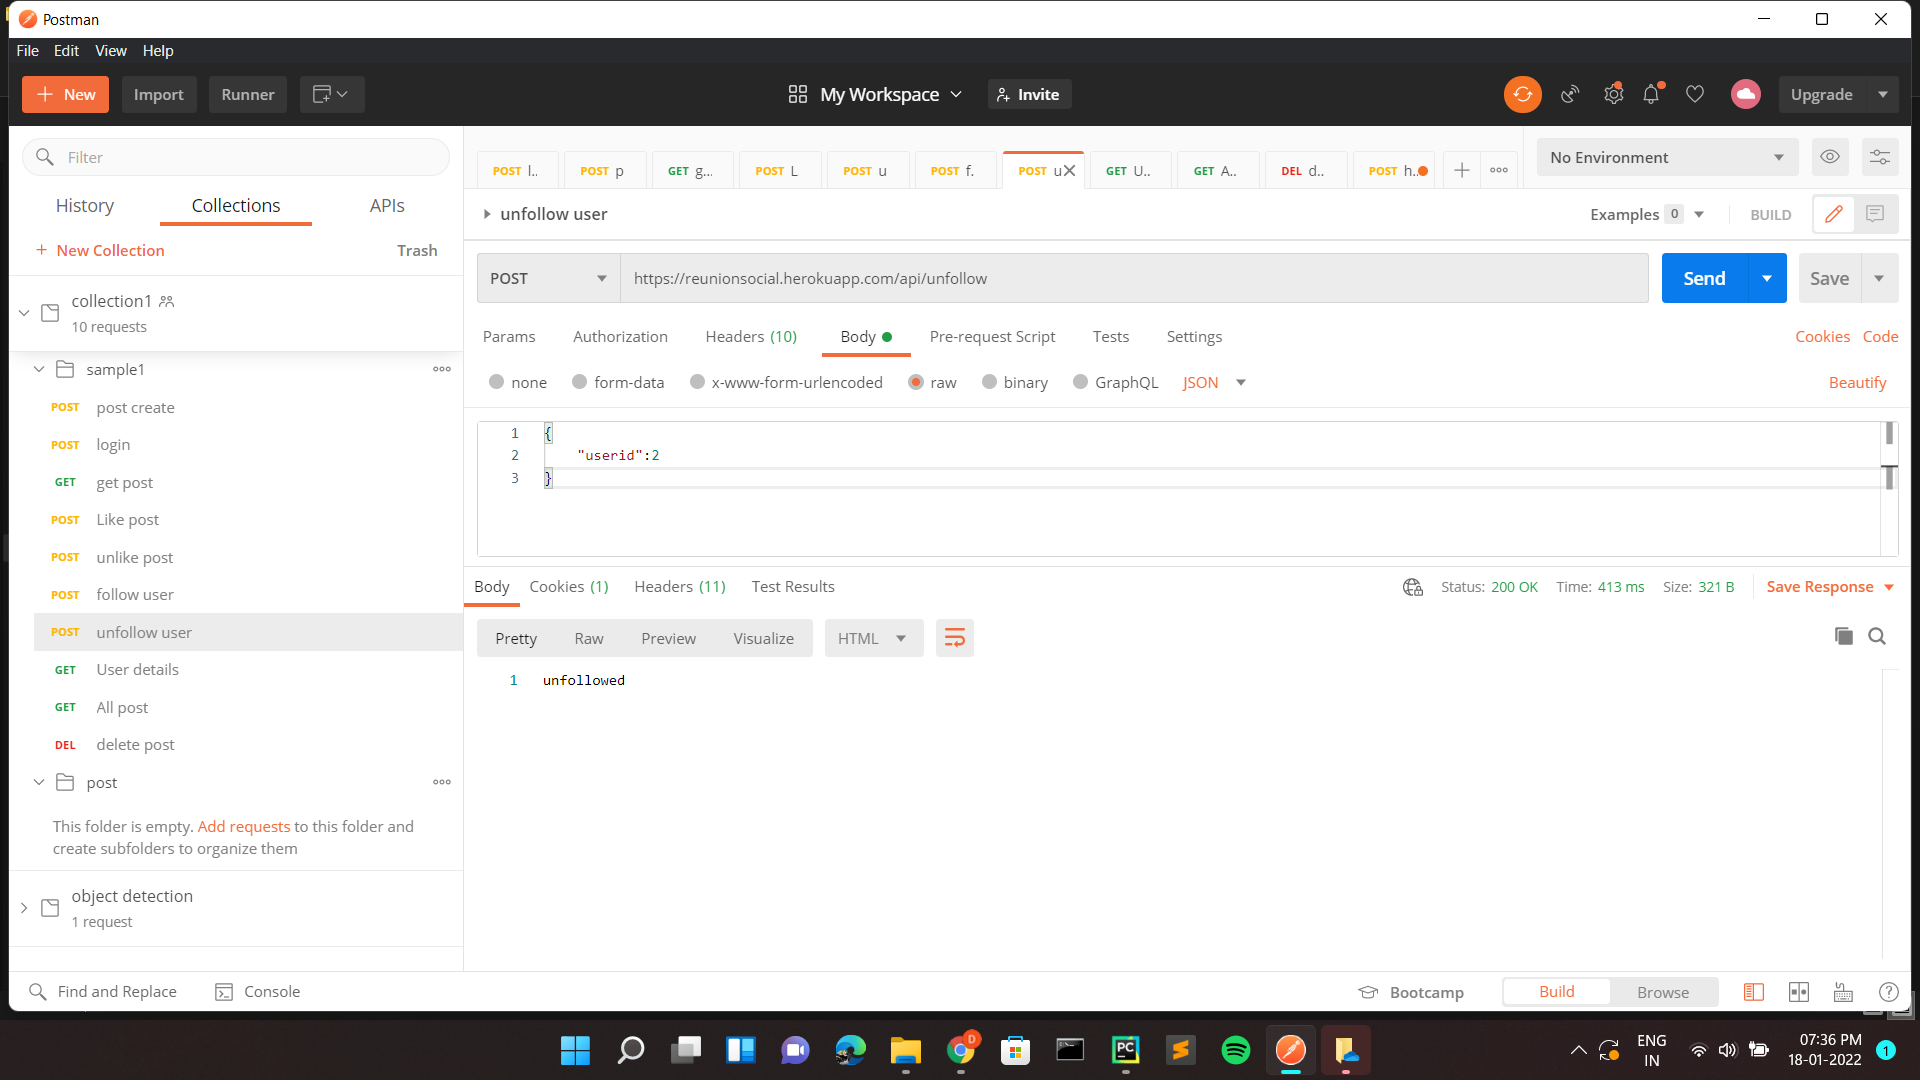 Postman
File Edit View Help
New Import Runner My Workspace Invite Upgrade
Filter
History Collections APIs
New Collection Trash
collection1
10 requests
sample1
POST post create
POST login
GET get post
POST Like post
POST unlike post
POST follow user
POST unfollow user
GET User details
GET All post
DEL delete post
post
This folder is empty. Add requests to this folder and
create subfolders to organize them
object detection
1 request
POST l.. POST p GET g... POST L POST u POST f. POST u GET U.. GET A.. DEL d.. POST h.. No Environment
unfollow user Examples 0 BUILD
POST https://reunionsocial.herokuapp.com/api/unfollow Send Save
Params Authorization Headers (10) Body Pre-request Script Tests Settings Cookies Code
none form-data x-www-form-urlencoded raw binary GraphQL JSON Beautify
1 {
2 "userid":2
3 }
Body Cookies (1) Headers (11) Test Results Status: 200 OK Time: 413 ms Size: 321 B Save Response
Pretty Raw Preview Visualize HTML
1 unfollowed
Find and Replace Console Bootcamp Build Browse
D PC ENG
IN
07:36 PM
18-01-2022
1